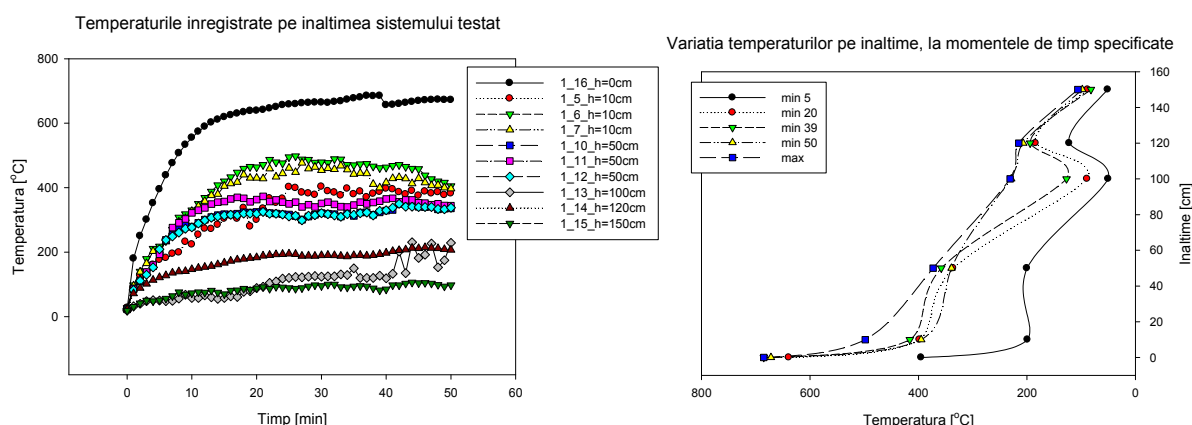 Temperaturile inregistrate pe inaltimea sistemului testat
800
600
400
200
0
Temperatura [°C]
0
10
20
30
40
50
60
Timp [min]
1_16_h=0cm
1_5_h=10cm
1_6_h=10cm
1_7_h=10cm
1_10_h=50cm
1_11_h=50cm
1_12_h=50cm
1_13_h=100cm
1_14_h=120cm
1_15_h=150cm
Variatia temperaturilor pe inaltime, la momentele de timp specificate
min 5
min 20
min 39
min 50
max
160
140
120
100
80
60
40
20
10
0
Inaltime [cm]
800
600
400
200
0
Temperatura [°C]